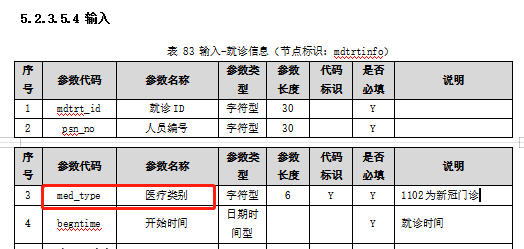 5.2.3.5.4 输入
表 83 输入-就诊信息（节点标识：mdtrtinfo）
序号 参数代码 参数名称 参数类型 参数长度 代码标识 是否必填 说明
1 mdtrt_id 就诊 ID 字符型 30 Y
2 psn_no 人员编号 字符型 30 Y
序号 参数代码 参数名称 参数类型 参数长度 代码标识 是否必填 说明
3 med_type 医疗类别 字符型 6 Y Y 1102为新冠门诊
4 begntime 开始时间 日期时间型 Y 就诊时间